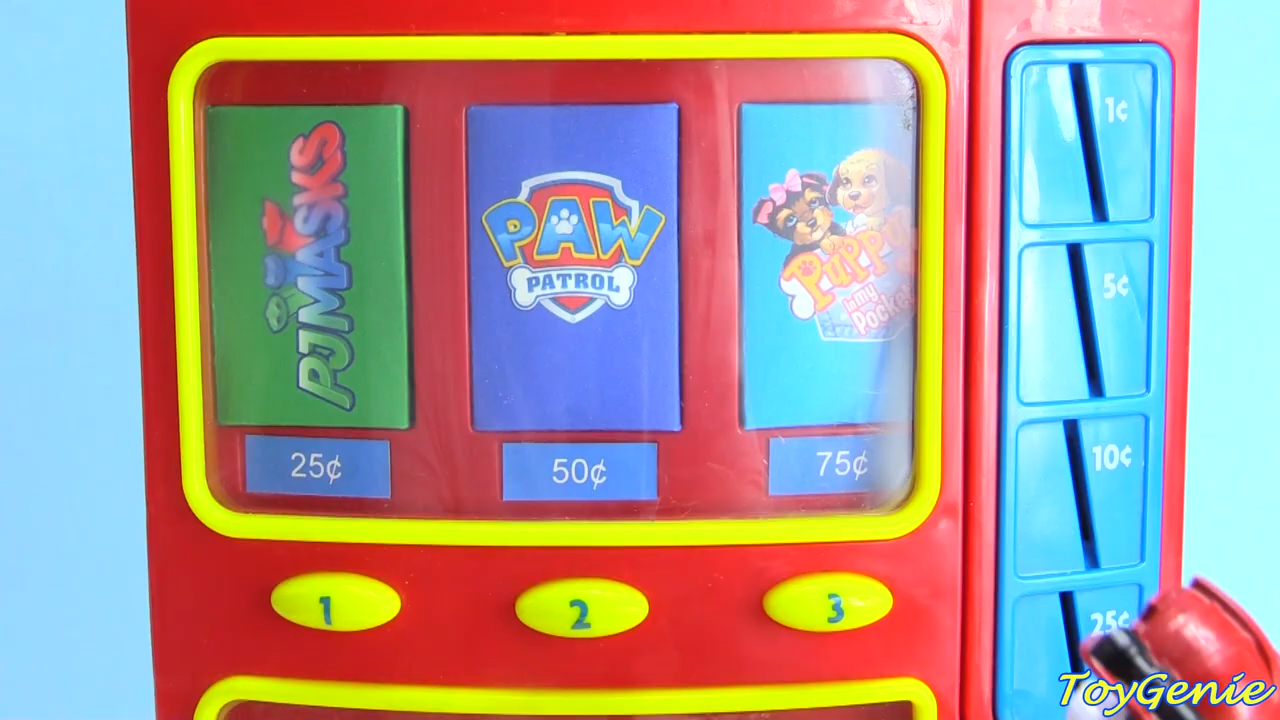 PJMASKS
PAW
PATROL
Puppy
in my
Pocket
25¢
50¢
75¢
1
2
3
1¢
5¢
10¢
25¢
ToyGenie